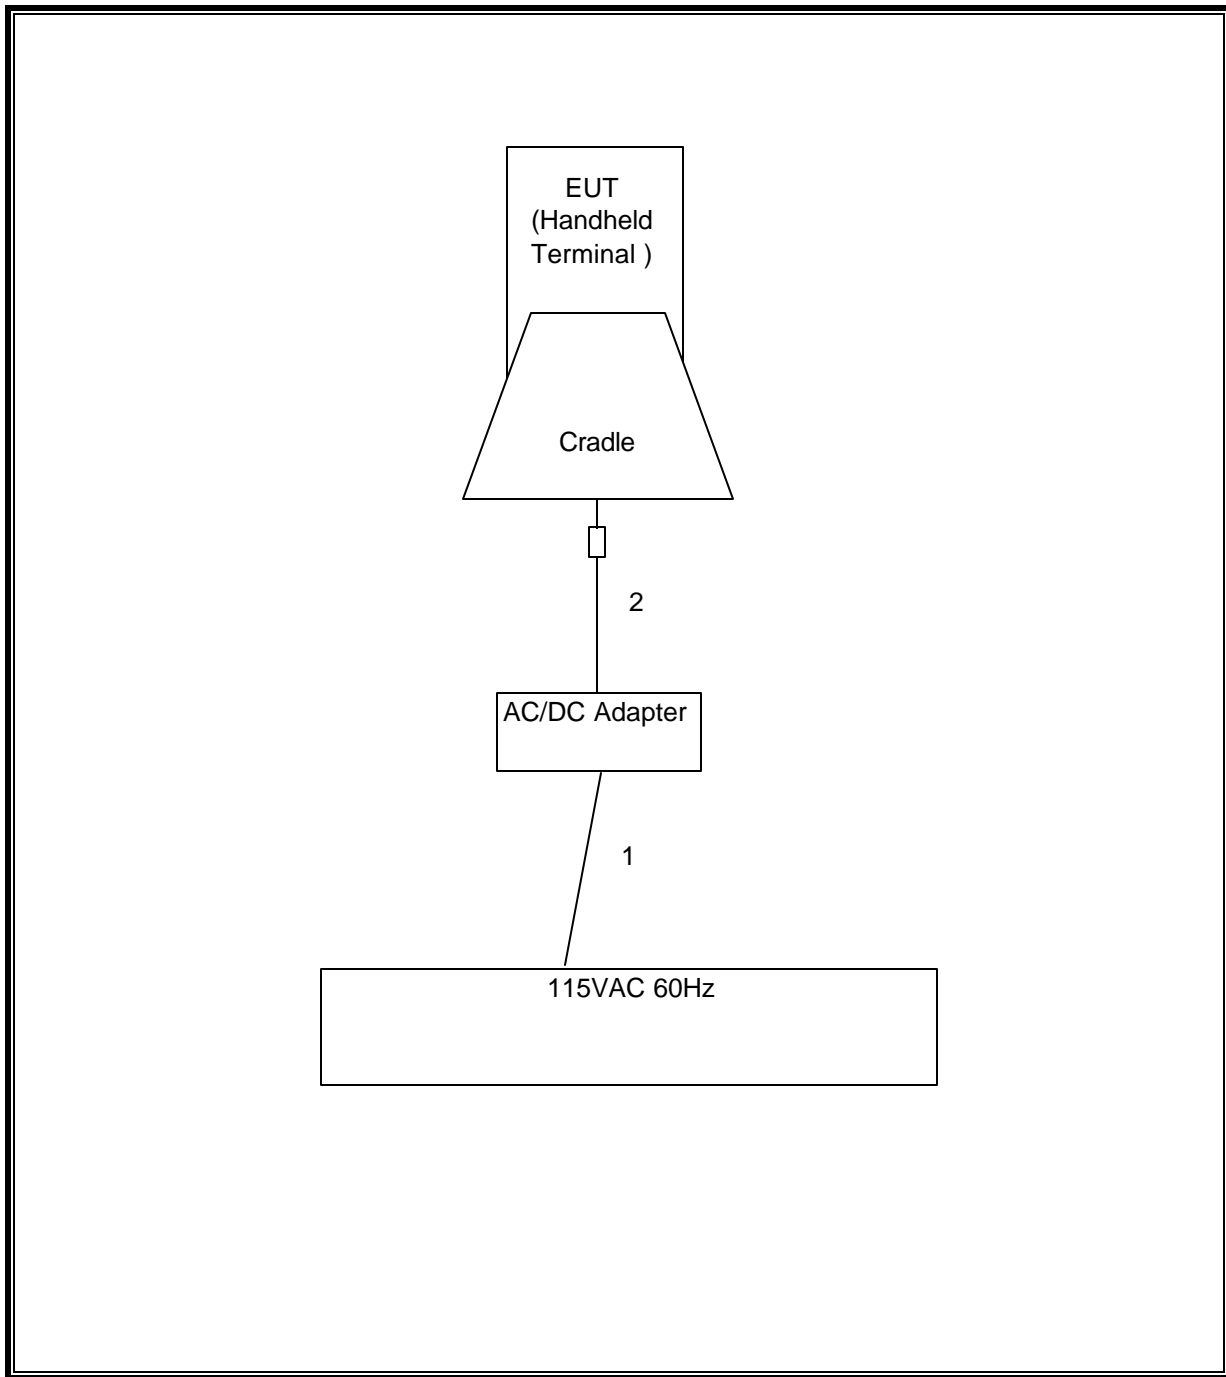 EUT
(Handheld
Terminal )
Cradle
2
AC/DC Adapter
1
115VAC 60Hz